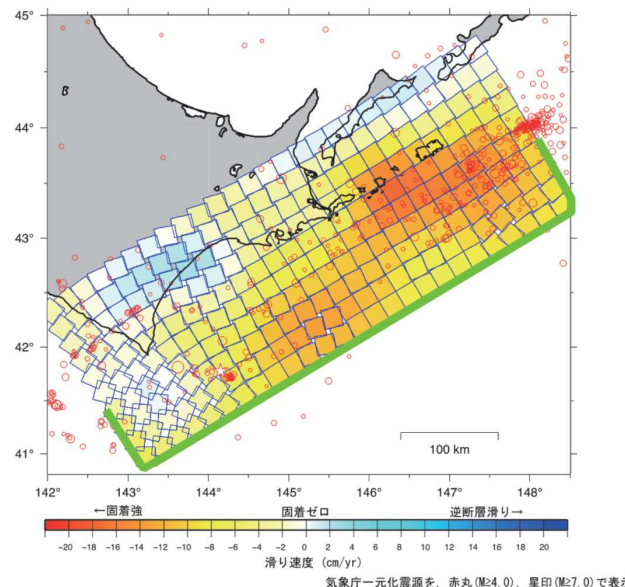 44°
43°
42°
41°
100 km
142 143 144 145 146 147 148
←固着強 固着ゼロ 逆断層滑り→
-20 -18 -16 -14 -12 -10 -8 -6 -4 -2 0 2 4 6 8 10 12 14 16 18 20
滑り速度 (cm/yr)
気象庁一元化震源を，赤丸(M≥4.0)，星印(M≥7.0)で表示